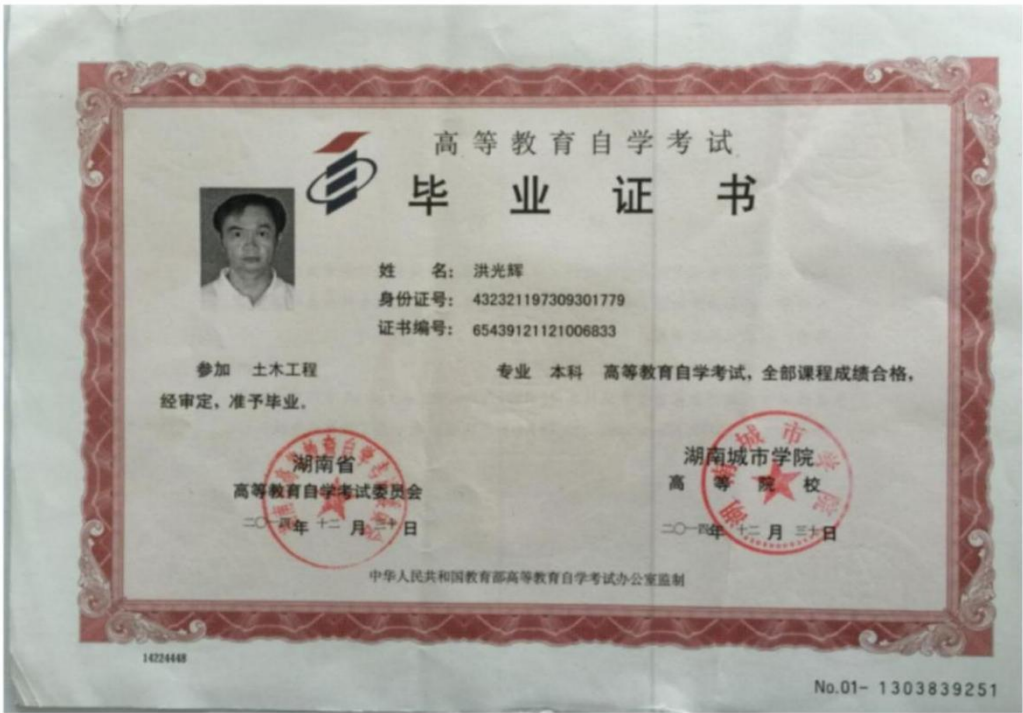 高等教育自学考试
毕业证书
姓 名: 洪光辉
身份证号: 432321197309301779
证书编号: 65439121121006833
参加 土木工程 专业 本科 高等教育自学考试,全部课程成绩合格,
经审定,准予毕业。
湖南省
高等教育自学考试委员会
二〇一四年 十二 月 三十 日
湖南城市学院
高 等 院 校
二〇一四年 十二 月 三十 日
中华人民共和国教育部高等教育自学考试办公室监制
14224448
No.01- 1303839251